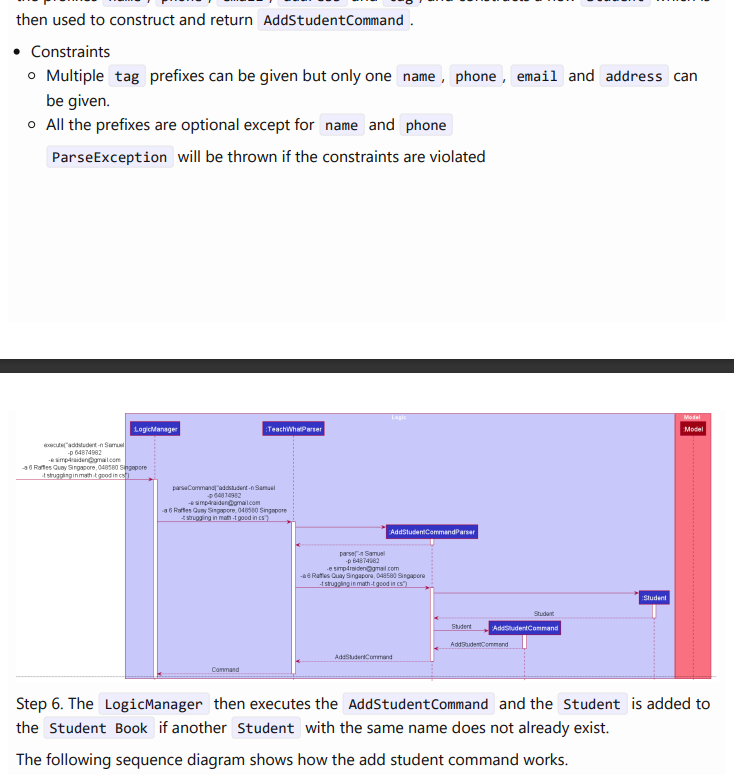 then used to construct and return AddStudentCommand.
• Constraints
○ Multiple tag prefixes can be given but only one name, phone, email and address can
be given.
○ All the prefixes are optional except for name and phone
ParseException will be thrown if the constraints are violated
Logic
Model
:LogicManager
:TeachWhatParser
:Model
execute("addstudent -n Samuel
-p 64874982
-e simp4raiden@gmail.com
-a 6 Raffles Quay Singapore, 048580 Singapore
-t struggling in math -t good in cs")
parseCommand("addstudent -n Samuel
-p 64874982
-e simp4raiden@gmail.com
-a 6 Raffles Quay Singapore, 048580 Singapore
-t struggling in math -t good in cs")
:AddStudentCommandParser
parse("-n Samuel
-p 64874982
-e simp4raiden@gmail.com
-a 6 Raffles Quay Singapore, 048580 Singapore
-t struggling in math -t good in cs")
:Student
Student
Student
:AddStudentCommand
AddStudentCommand
AddStudentCommand
Command
Step 6. The LogicManager then executes the AddStudentCommand and the Student is added to
the Student Book if another Student with the same name does not already exist.
The following sequence diagram shows how the add student command works.